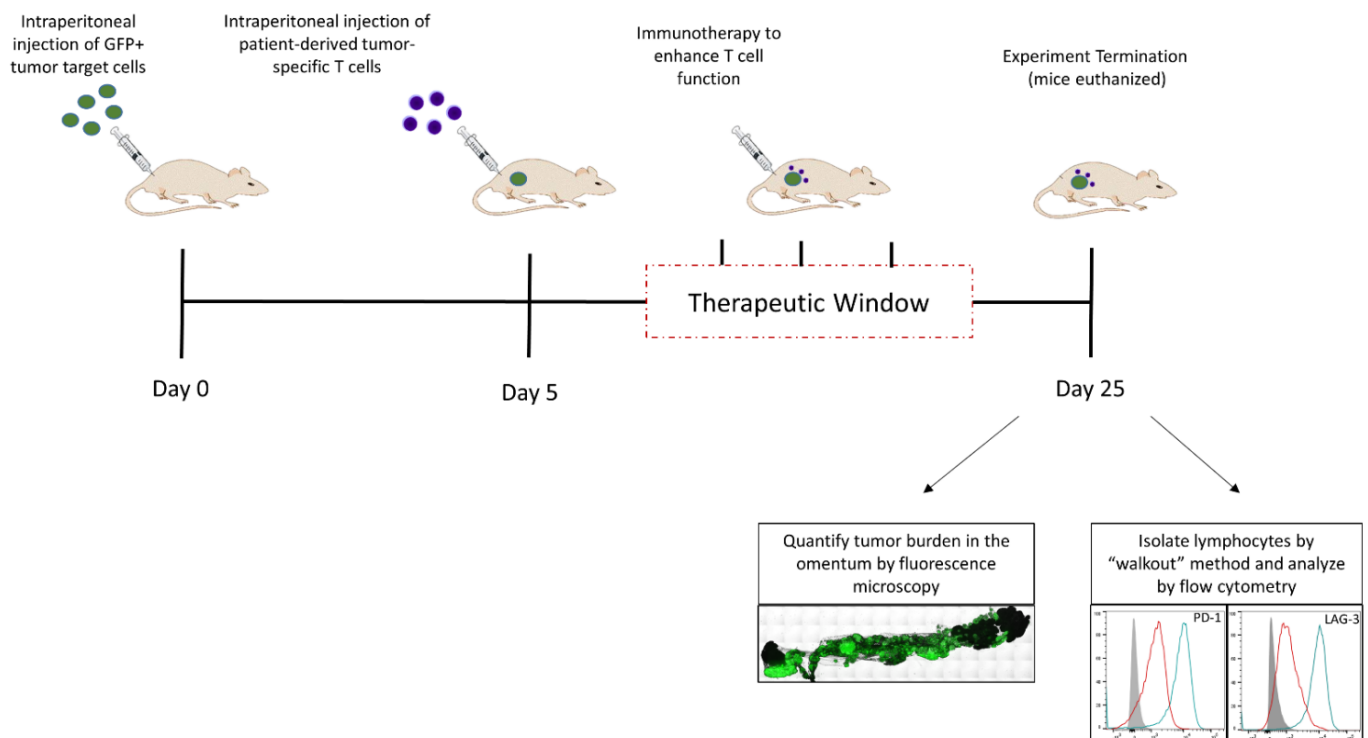 Intraperitoneal
injection of GFP+
tumor target cells
Intraperitoneal injection of
patient-derived tumor-
specific T cells
Immunotherapy to
enhance T cell
function
Experiment Termination
(mice euthanized)
Therapeutic Window
Day 0
Day 5
Day 25
Quantify tumor burden in the
omentum by fluorescence
microscopy
Isolate lymphocytes by
“walkout” method and analyze
by flow cytometry
PD-1
LAG-3